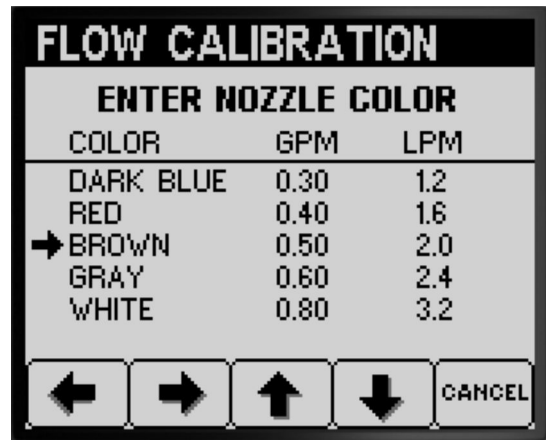 FLOW CALIBRATION
ENTER NOZZLE COLOR
COLOR GPM LPM
DARK BLUE 0.30 1.2
RED 0.40 1.6
BROWN 0.50 2.0
GRAY 0.60 2.4
WHITE 0.80 3.2
CANCEL